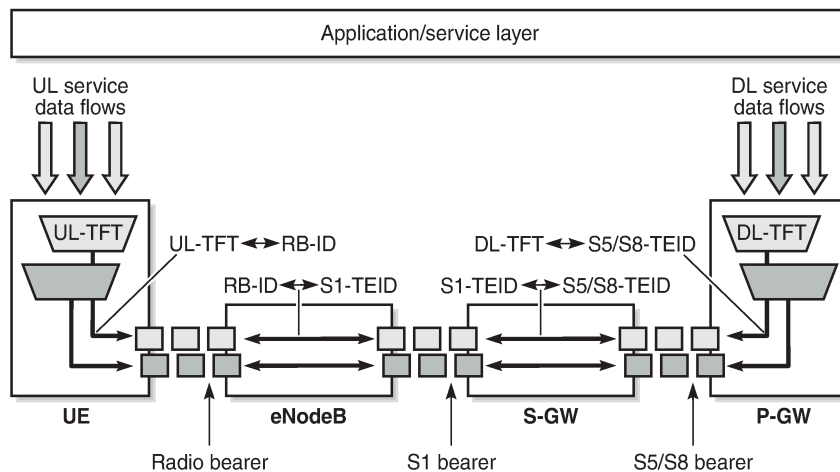 Application/service layer
UL service
data flows
DL service
data flows
UL-TFT
DL-TFT
UL-TFT RB-ID
DL-TFT S5/S8-TEID
RB-ID S1-TEID
S1-TEID S5/S8-TEID
UE
eNodeB
S-GW
P-GW
Radio bearer
S1 bearer
S5/S8 bearer